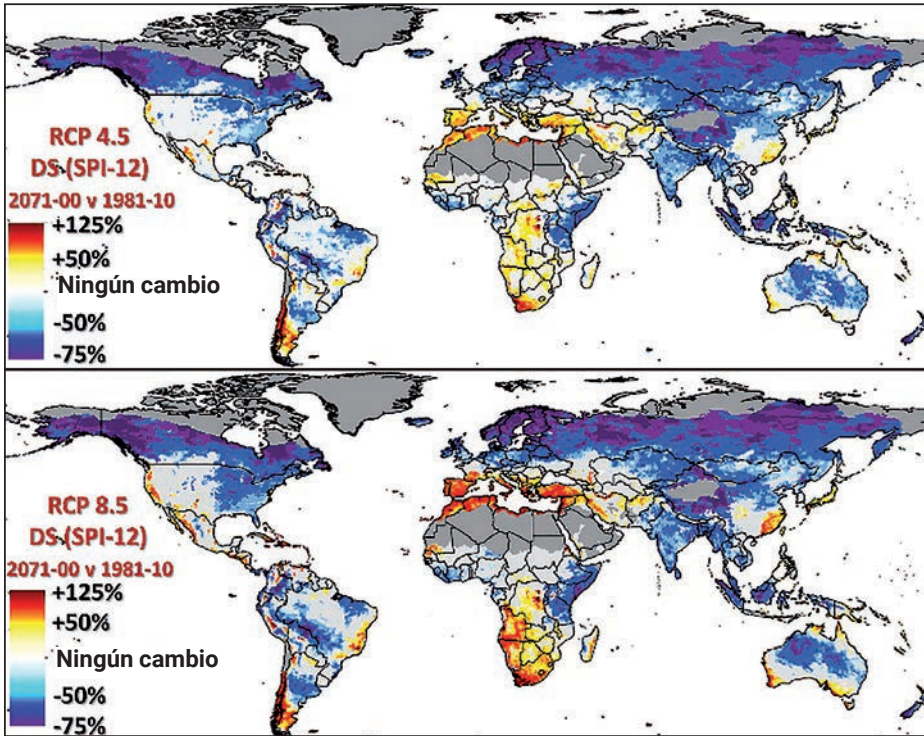 RCP 4.5
DS (SPI-12)
2071-00 v 1981-10
+125%
+50%
Ningún cambio
-50%
-75%
RCP 8.5
DS (SPI-12)
2071-00 v 1981-10
+125%
+50%
Ningún cambio
-50%
-75%